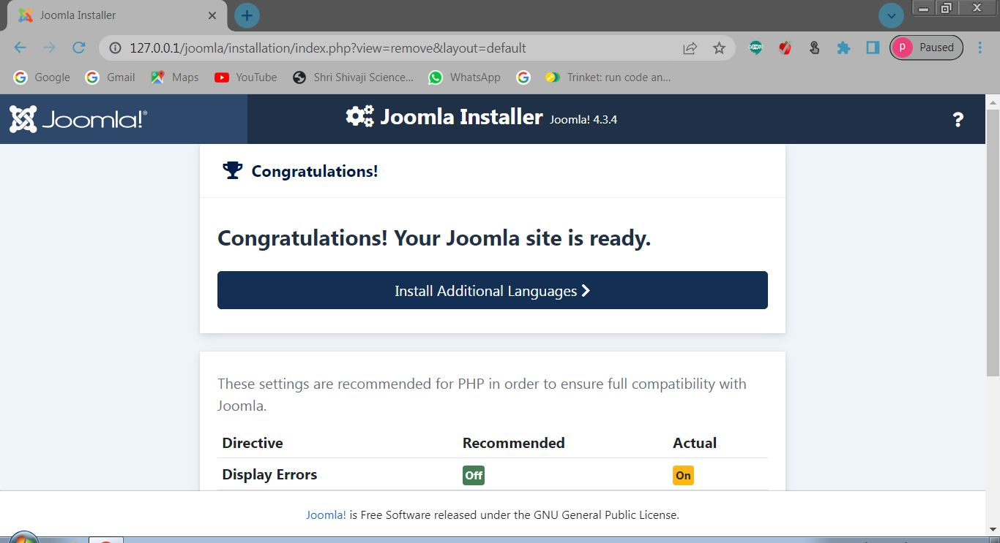 Joomla Installer
127.0.0.1/joomla/installation/index.php?view=remove&layout=default
P Paused
Google Gmail Maps YouTube Shri Shivaji Science... WhatsApp Trinket: run code an...
Joomla!® Joomla Installer Joomla! 4.3.4 ?
Congratulations!
Congratulations! Your Joomla site is ready.
Install Additional Languages
These settings are recommended for PHP in order to ensure full compatibility with
Joomla.
Directive Recommended Actual
Display Errors Off On
Joomla! is Free Software released under the GNU General Public License.